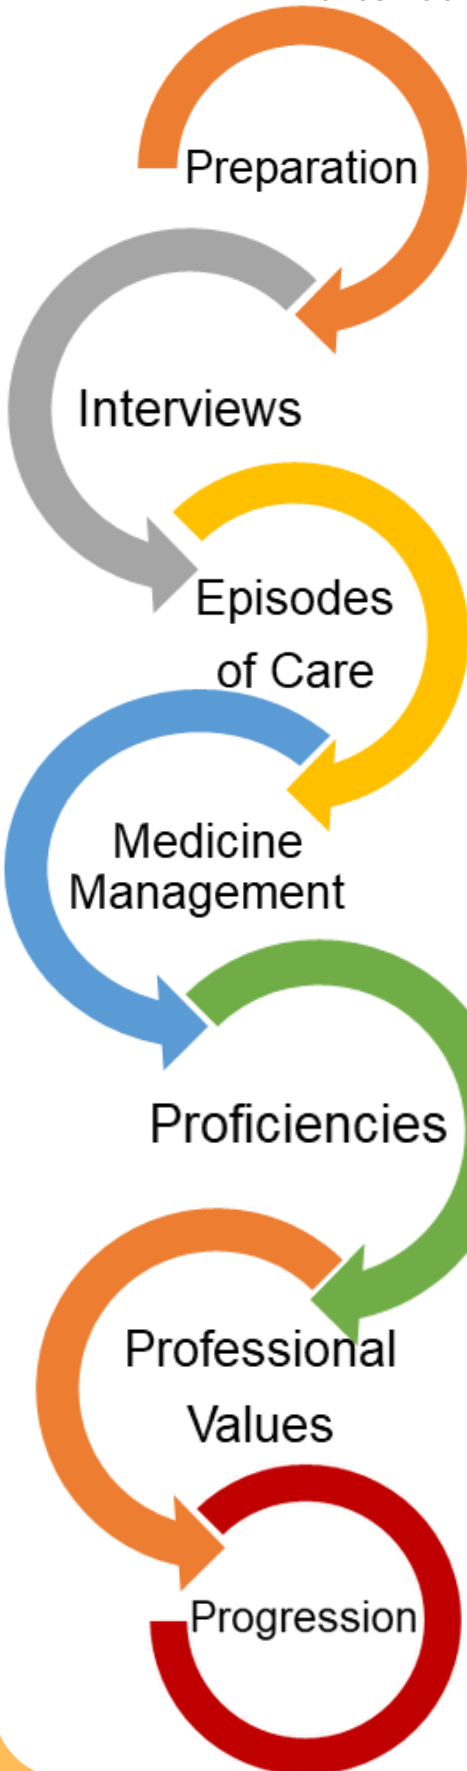 Preparation
Interviews
Episodes
of Care
Medicine
Management
Proficiencies
Professional
Values
Progression